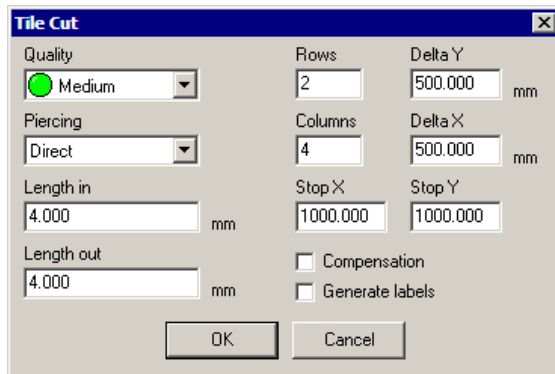 Tile Cut
Quality Rows Delta Y
Medium 2 500.000 mm
Piercing Columns Delta X
Direct 4 500.000 mm
Length in Stop X Stop Y
4.000 mm 1000.000 1000.000
Length out Compensation
4.000 mm Generate labels
OK Cancel